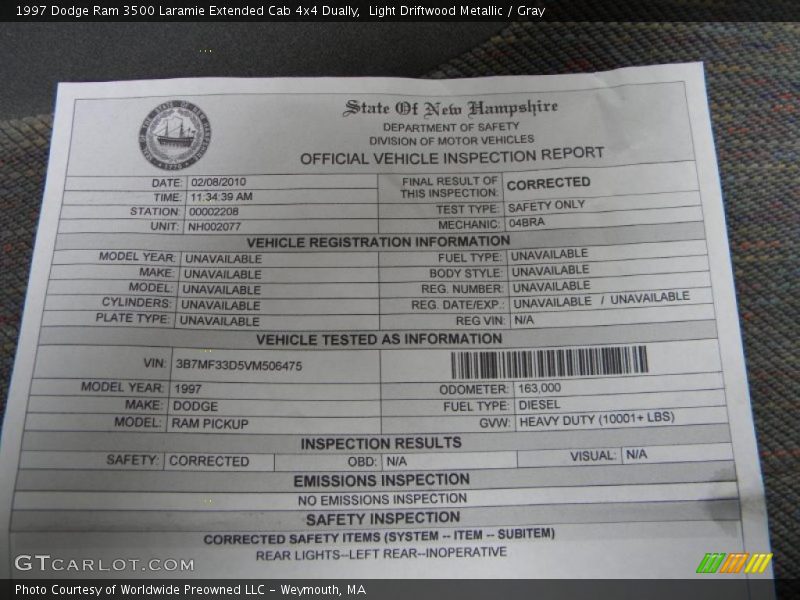 1997 Dodge Ram 3500 Laramie Extended Cab 4x4 Dually, Light Driftwood Metallic / Gray
State Of New Hampshire
DEPARTMENT OF SAFETY
DIVISION OF MOTOR VEHICLES
OFFICIAL VEHICLE INSPECTION REPORT
DATE: 02/08/2010
TIME: 11:34:39 AM
STATION: 00002208
UNIT: NH002077
FINAL RESULT OF
THIS INSPECTION: CORRECTED
TEST TYPE: SAFETY ONLY
MECHANIC: 04BRA
VEHICLE REGISTRATION INFORMATION
MODEL YEAR: UNAVAILABLE
MAKE: UNAVAILABLE
MODEL: UNAVAILABLE
CYLINDERS: UNAVAILABLE
PLATE TYPE: UNAVAILABLE
FUEL TYPE: UNAVAILABLE
BODY STYLE: UNAVAILABLE
REG. NUMBER: UNAVAILABLE
REG. DATE/EXP.: UNAVAILABLE / UNAVAILABLE
REG VIN: N/A
VEHICLE TESTED AS INFORMATION
VIN: 3B7MF33D5VM506475
MODEL YEAR: 1997
MAKE: DODGE
MODEL: RAM PICKUP
ODOMETER: 163,000
FUEL TYPE: DIESEL
GVW: HEAVY DUTY (10001+ LBS)
INSPECTION RESULTS
SAFETY: CORRECTED OBD: N/A VISUAL: N/A
EMISSIONS INSPECTION
NO EMISSIONS INSPECTION
SAFETY INSPECTION
CORRECTED SAFETY ITEMS (SYSTEM -- ITEM -- SUBITEM)
REAR LIGHTS--LEFT REAR--INOPERATIVE
GTCARLOT.COM
Photo Courtesy of Worldwide Preowned LLC - Weymouth, MA